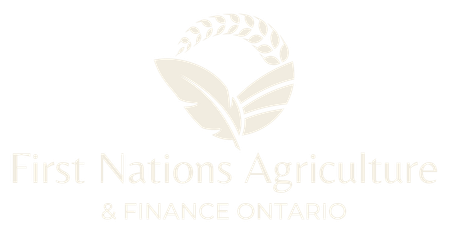 First Nations Agriculture
& FINANCE ONTARIO